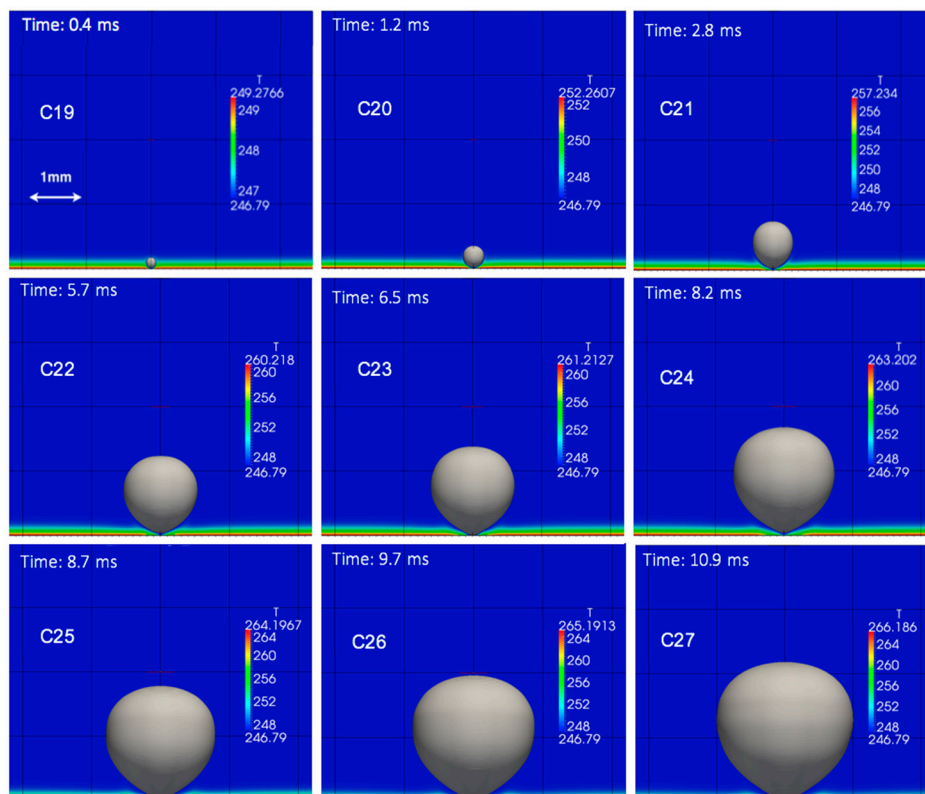 Time: 0.4 ms
C19
1mm
T
249.2766
249
248
247
246.79
Time: 1.2 ms
C20
T
252.2607
252
250
248
246.79
Time: 2.8 ms
C21
T
257.234
256
254
252
250
248
246.79
Time: 5.7 ms
C22
T
260.218
260
256
252
248
246.79
Time: 6.5 ms
C23
T
261.2127
260
256
252
248
246.79
Time: 8.2 ms
C24
T
263.202
260
256
252
248
246.79
Time: 8.7 ms
C25
T
264.1967
264
260
256
252
248
246.79
Time: 9.7 ms
C26
T
265.1913
264
260
256
252
248
246.79
Time: 10.9 ms
C27
T
266.186
264
260
256
252
248
246.79